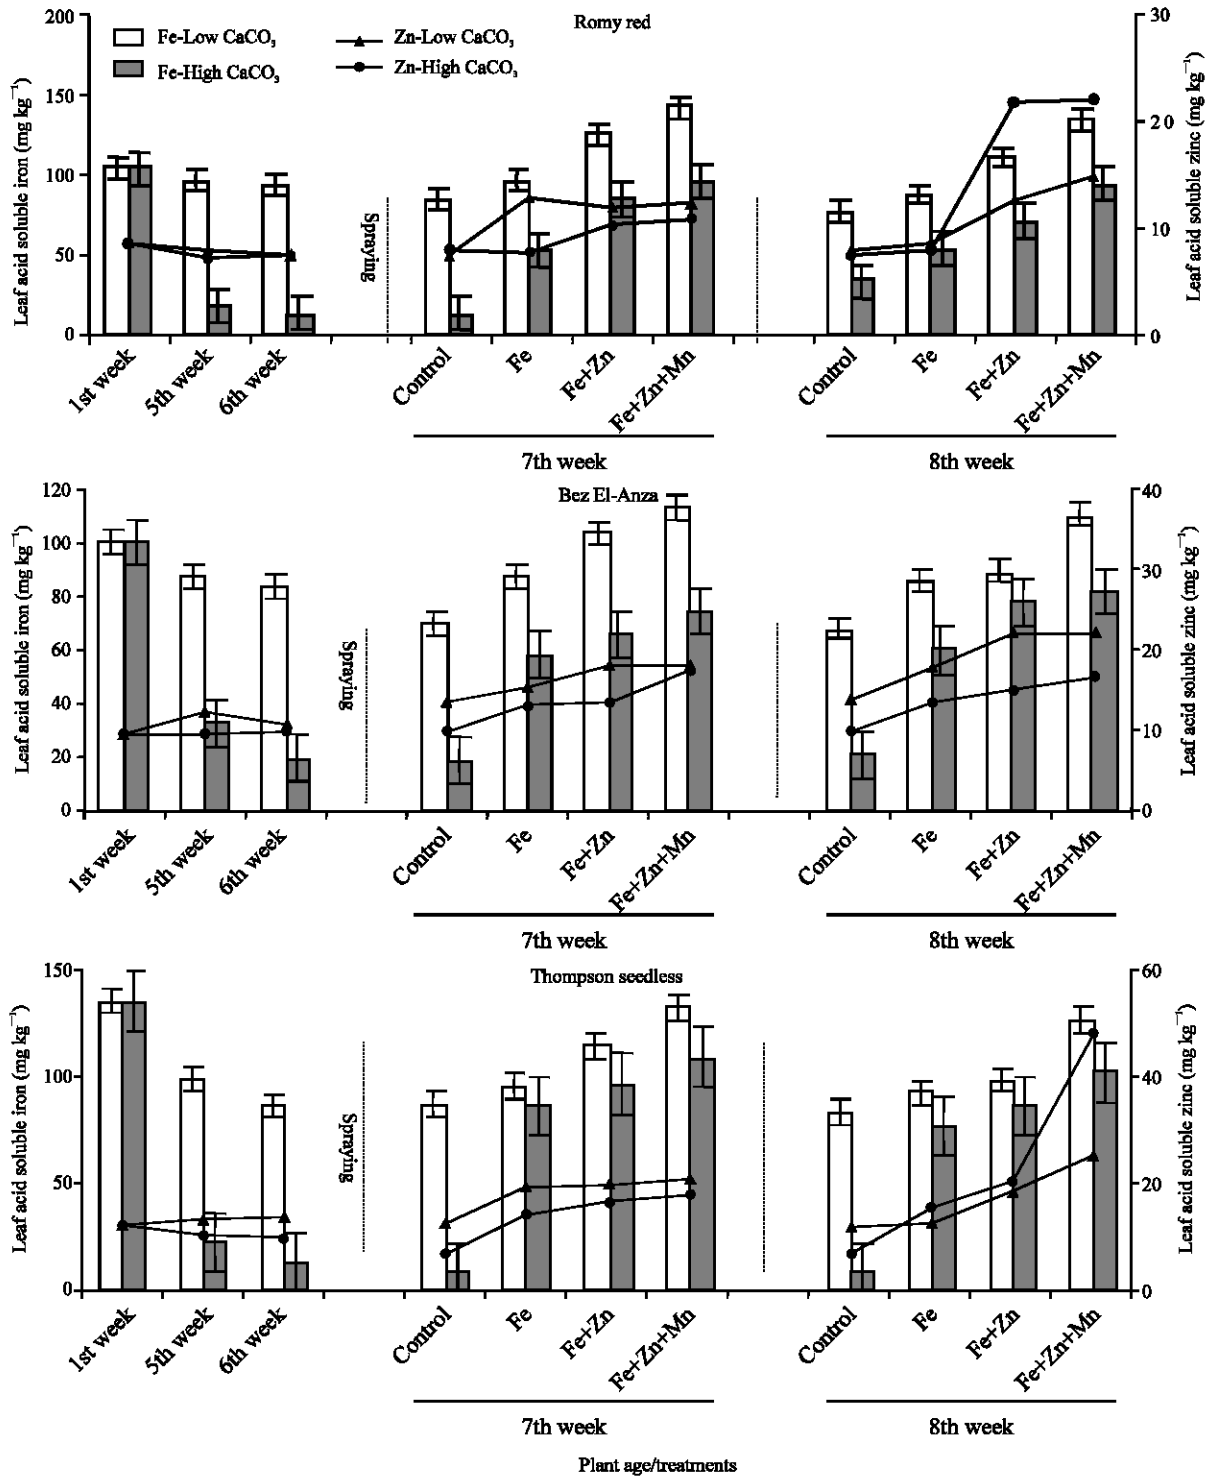 Romy red
Fe-Low CaCO₃
Fe-High CaCO₃
Zn-Low CaCO₃
Zn-High CaCO₃
Leaf acid soluble iron (mg kg⁻¹)
200
150
100
50
0
Leaf acid soluble zinc (mg kg⁻¹)
30
20
10
0
Spraying
1st week
5th week
6th week
Control
Fe
Fe+Zn
Fe+Zn+Mn
Control
Fe
Fe+Zn
Fe+Zn+Mn
7th week
8th week
Bez El-Anza
Leaf acid soluble iron (mg kg⁻¹)
120
100
80
60
40
20
0
Leaf acid soluble zinc (mg kg⁻¹)
40
30
20
10
0
Spraying
1st week
5th week
6th week
Control
Fe
Fe+Zn
Fe+Zn+Mn
Control
Fe
Fe+Zn
Fe+Zn+Mn
7th week
8th week
Thompson seedless
Leaf acid soluble iron (mg kg⁻¹)
150
100
50
0
Leaf acid soluble zinc (mg kg⁻¹)
60
40
20
0
Spraying
1st week
5th week
6th week
Control
Fe
Fe+Zn
Fe+Zn+Mn
Control
Fe
Fe+Zn
Fe+Zn+Mn
7th week
8th week
Plant age/treatments